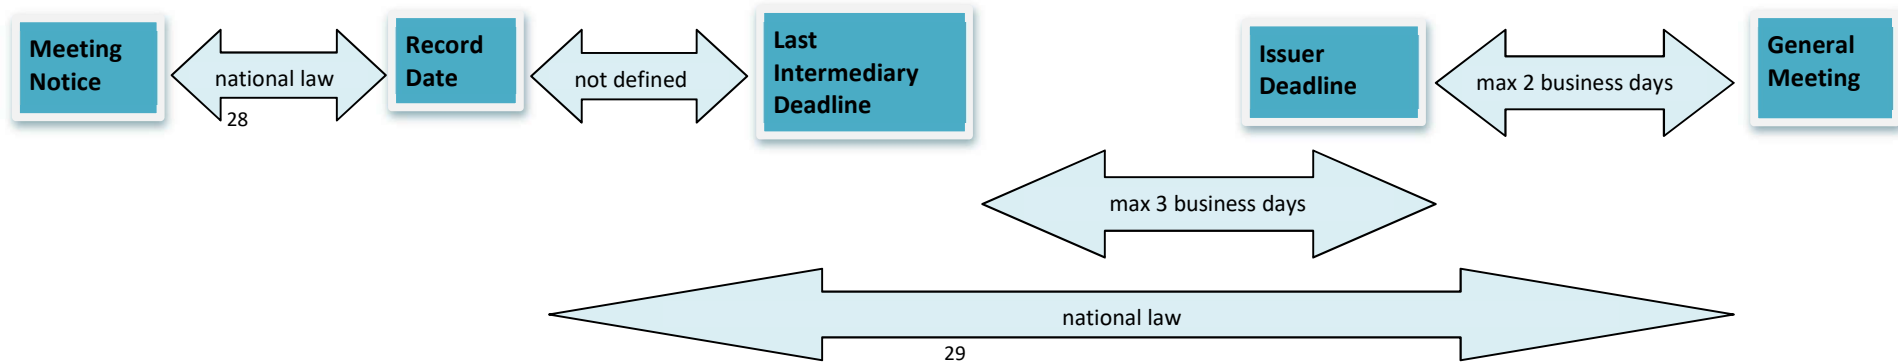 Meeting
Notice
national law
28
Record
Date
not defined
Last
Intermediary
Deadline
Issuer
Deadline
max 2 business days
General
Meeting
max 3 business days
national law
29